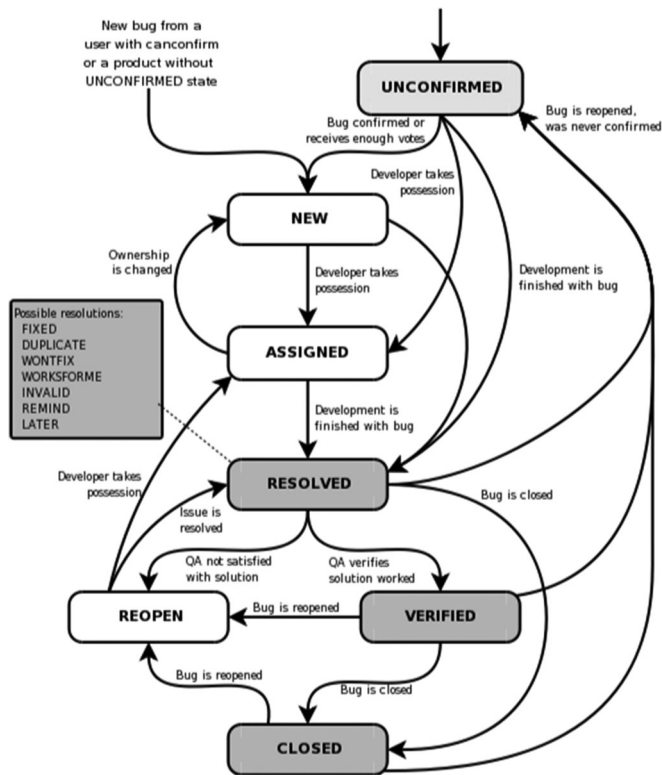 New bug from a
user with canconfirm
or a product without
UNCONFIRMED state
UNCONFIRMED
Bug is reopened,
was never confirmed
Bug confirmed or
receives enough votes
Developer takes
possession
NEW
Ownership
is changed
Developer takes
possession
Development is
finished with bug
Possible resolutions:
FIXED
DUPLICATE
WONTFIX
WORKSFORME
INVALID
REMIND
LATER
ASSIGNED
Development is
finished with bug
Developer takes
possession
RESOLVED
Bug is closed
Issue is
resolved
QA not satisfied
with solution
QA verifies
solution worked
REOPEN
Bug is reopened
VERIFIED
Bug is reopened
Bug is closed
CLOSED